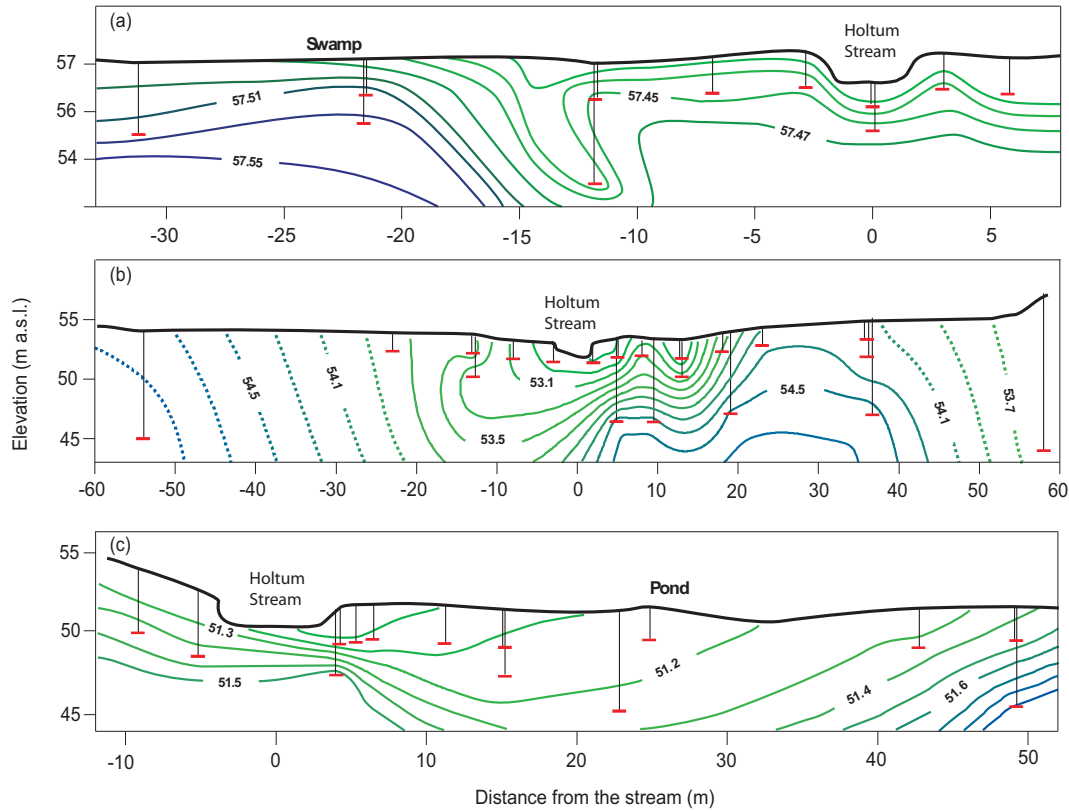 (a)
Swamp
Holtum
Stream
57
56
54
57.51
57.55
57.45
57.47
-30 -25 -20 -15 -10 -5 0 5
Elevation (m a.s.l.)
(b)
Holtum
Stream
55
50
45
54.5
54.1
53.5
53.1
54.5
54.1
53.7
-60 -50 -40 -30 -20 -10 0 10 20 30 40 50 60
(c)
Holtum
Stream
Pond
55
50
45
51.3
51.5
51.2
51.4
51.6
-10 0 10 20 30 40 50
Distance from the stream (m)